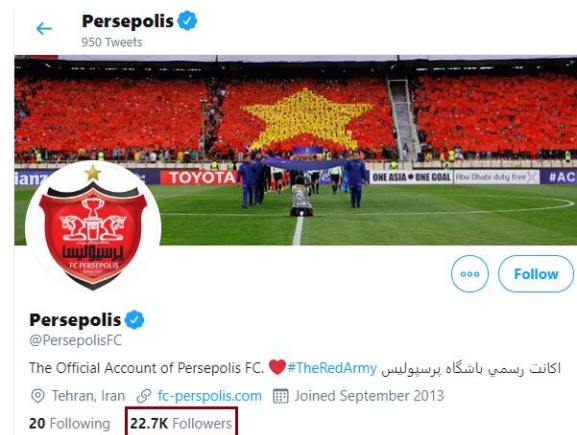 Persepolis
950 Tweets
TOYOTA
ONE ASIA ● ONE GOAL
Abu Dhabi duty free
#AC
پرسپولیس
FC PERSEPOLIS
Follow
Persepolis
@PersepolisFC
The Official Account of Persepolis FC. ❤️#TheRedArmy اکانت رسمي باشگاه پرسپولیس
Tehran, Iran fc-perspolis.com Joined September 2013
20 Following 22.7K Followers